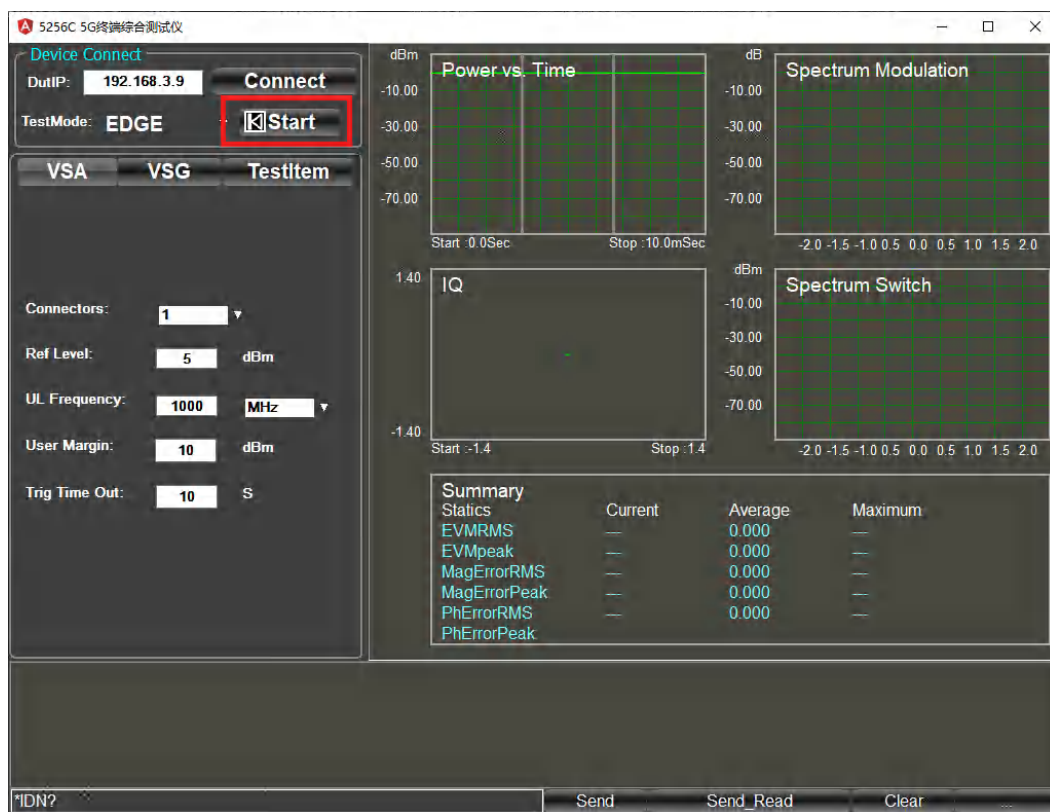 5256C 5G终端综合测试仪
Device Connect
DutIP: 192.168.3.9 Connect
TestMode: EDGE Start
VSA VSG TestItem
Connectors: 1
Ref Level: 5 dBm
UL Frequency: 1000 MHz
User Margin: 10 dBm
Trig Time Out: 10 S
dBm
Power vs. Time
-10.00
-30.00
-50.00
-70.00
Start :0.0Sec Stop :10.0mSec
dB
Spectrum Modulation
-10.00
-30.00
-50.00
-70.00
-2.0 -1.5 -1.0 0.5 0.0 0.5 1.0 1.5 2.0
1.40
IQ
-1.40
Start :-1.4 Stop :1.4
dBm
Spectrum Switch
-10.00
-30.00
-50.00
-70.00
-2.0 -1.5 -1.0 0.5 0.0 0.5 1.0 1.5 2.0
Summary
Statics Current Average Maximum
EVMRMS --- 0.000 ---
EVMpeak --- 0.000 ---
MagErrorRMS --- 0.000 ---
MagErrorPeak --- 0.000 ---
PhErrorRMS --- 0.000 ---
PhErrorPeak
*IDN? Send Send_Read Clear ...